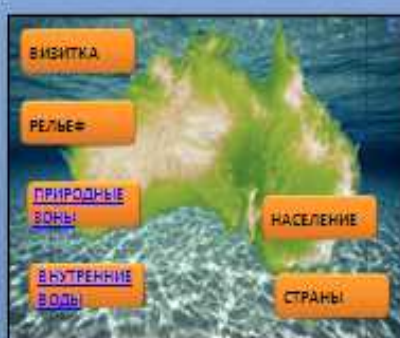 ВИЗИТКА
РЕЛЬЕФ
ПРИРОДНЫЕ
ЗОНЫ
ВНУТРЕННИЕ
ВОДЫ
НАСЕЛЕНИЕ
СТРАНЫ